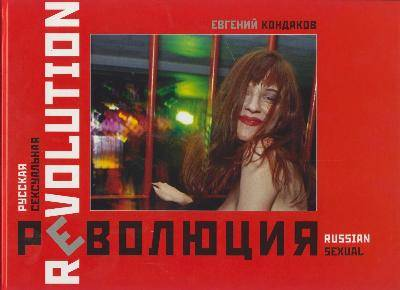 ЕВГЕНИЙ КОНДАКОВ
РУССКАЯ
СЕКСУАЛЬНАЯ
REVOLUTION
РЕВОЛЮЦИЯ
RUSSIAN
SEXUAL